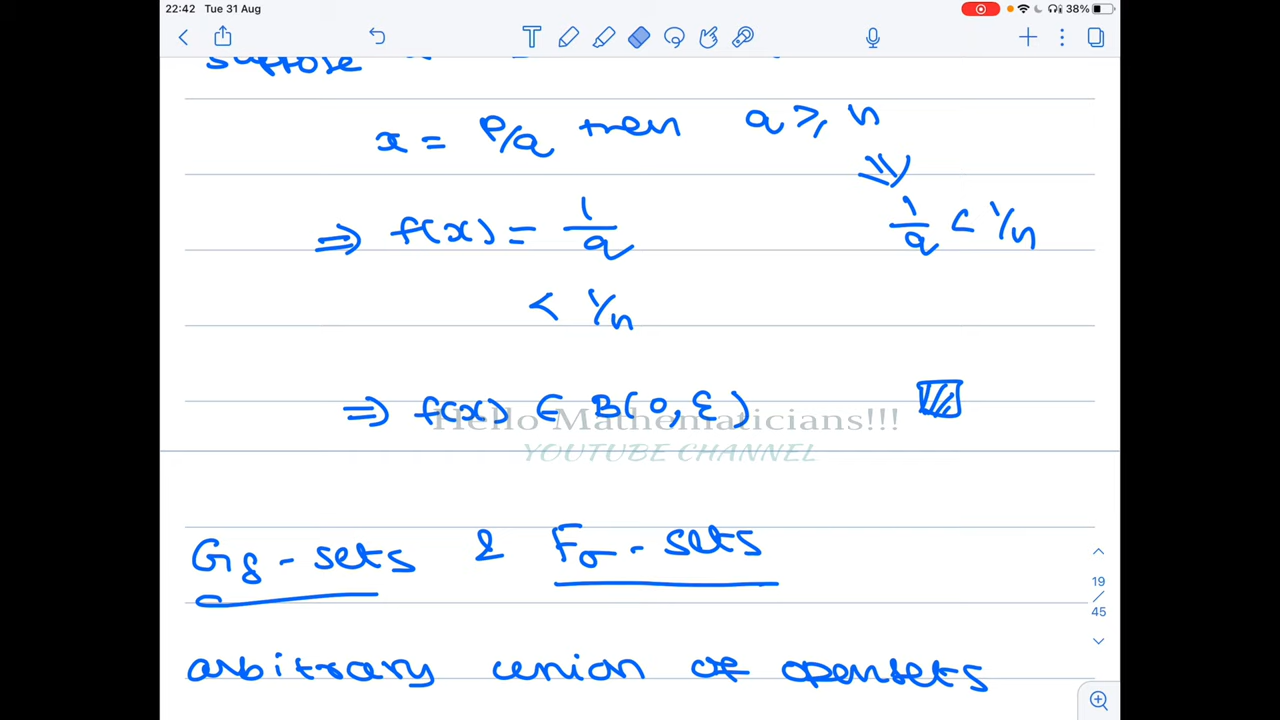 22:42 Tue 31 Aug 38%
suppose
x = p/q then q ≥ n
⇓
⇒ f(x) = 1/q 1/q < 1/n
< 1/n
⇒ f(x) ∈ B(0, ε)
Hello Mathematicians!!!
YOUTUBE CHANNEL
Gδ - sets & Fσ - sets
19
/
45
arbitrary union of opensets